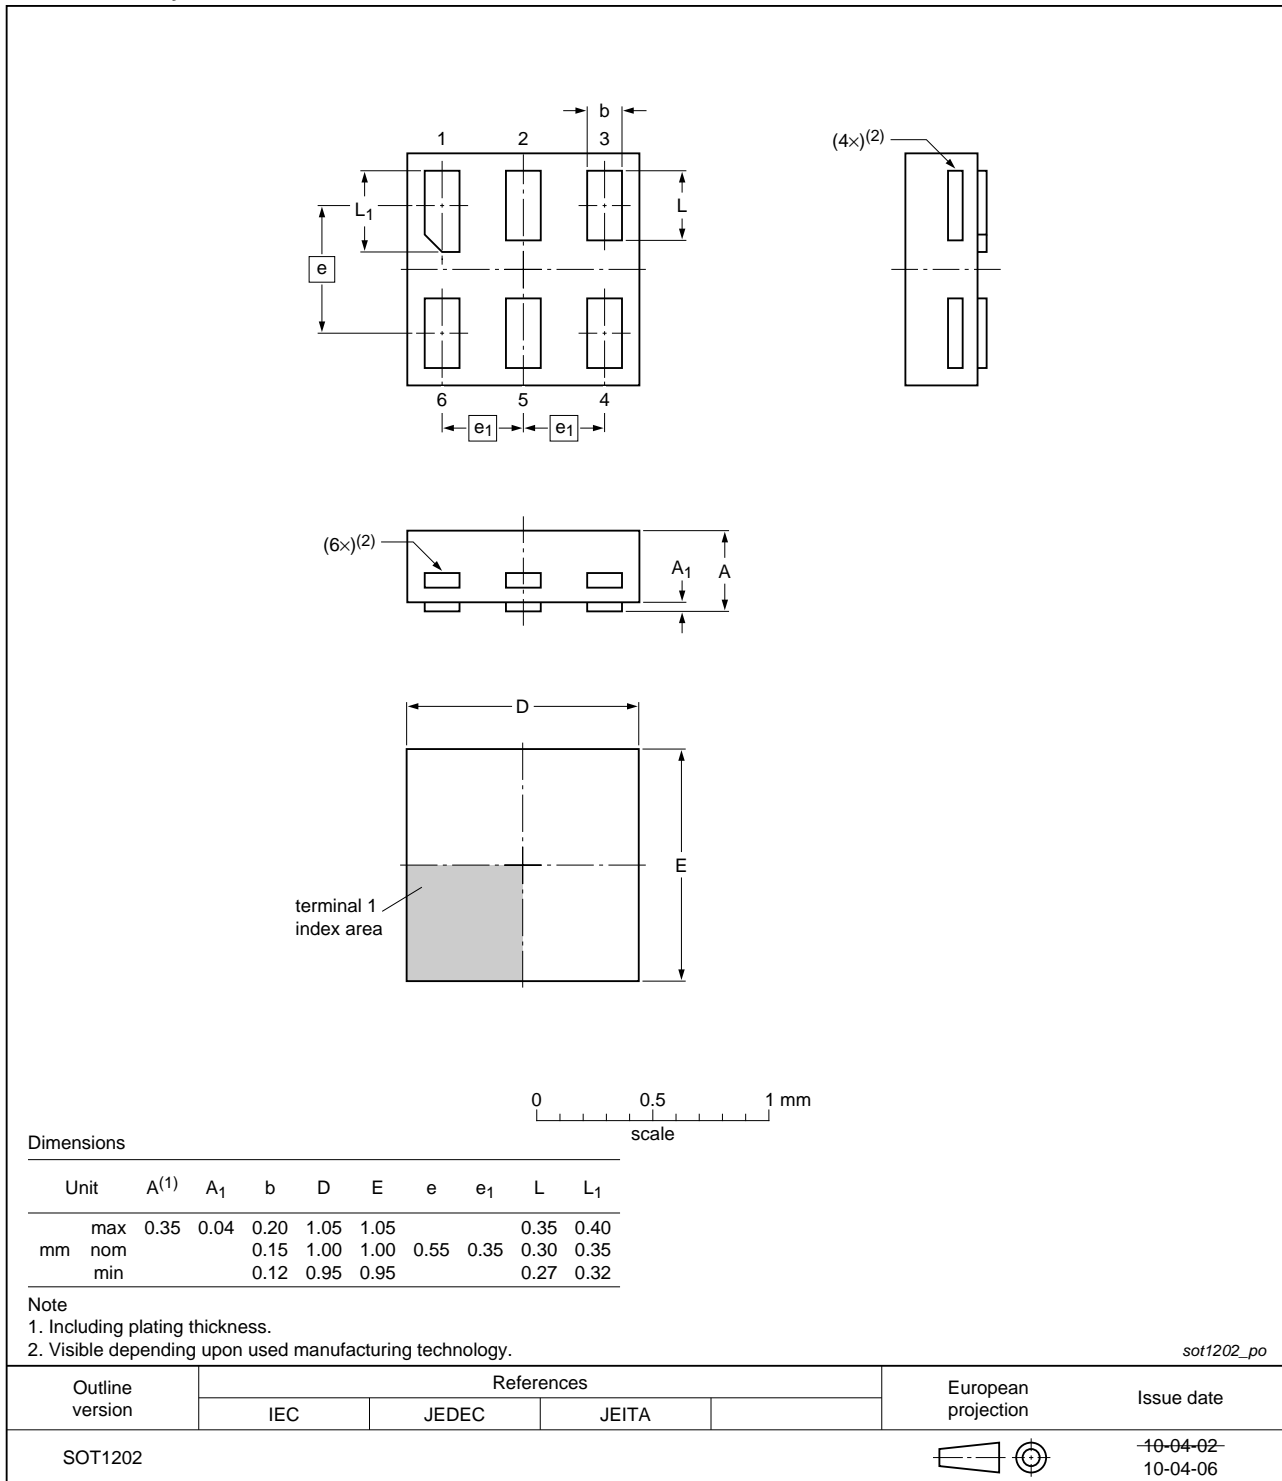 b
1 2 3
(4×)(2)
L1
L
e
6 5 4
e1 e1
(6×)(2)
A1 A
D
E
terminal 1
index area
0 0.5 1 mm
scale
Dimensions
Unit A(1) A1 b D E e e1 L L1
max 0.35 0.04 0.20 1.05 1.05 0.35 0.40
mm nom 0.15 1.00 1.00 0.55 0.35 0.30 0.35
min 0.12 0.95 0.95 0.27 0.32
Note
1. Including plating thickness.
2. Visible depending upon used manufacturing technology.
sot1202_po
Outline
version
References
IEC JEDEC JEITA
European
projection
Issue date
SOT1202
10-04-02
10-04-06